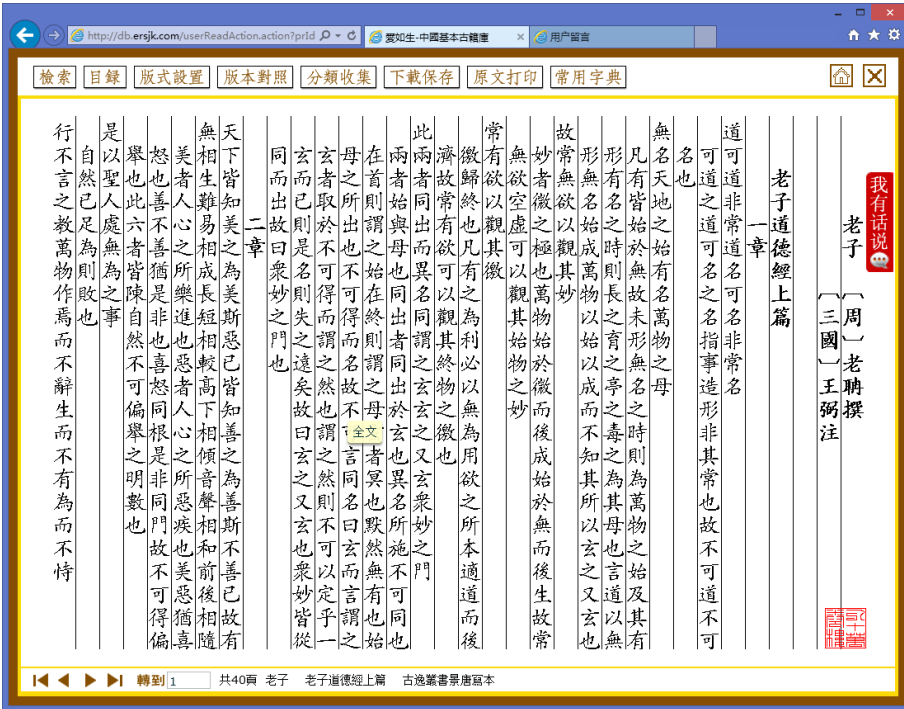 http://db.ersjk.com/userReadAction.action?prId
愛如生-中國基本古籍庫
用户留言
檢索 目録 版式設置 版本對照 分類收集 下載保存 原文打印 常用字典
我有话说
老子 〔周〕老聃撰
〔三國〕王弼注
老子道德經上篇
一章
道可道非常道名可名非常名
可道之道可名之名指事造形非其常也故不可道不可
名也
無名天地之始有名萬物之母
凡有皆始於無故未形無名之時則為萬物之始及其有
形有名之時則長之育之亭之毒之為其母也言道以無
形無名始成萬物以始以成而不知其所以玄之又玄也
故常無欲以觀其妙
妙者微之極也萬物始於微而後成始於無而後生故常
無欲空虛可以觀其始物之妙
常有欲以觀其徼
徼歸終也凡有之為利必以無為用欲之所本適道而後
濟故常有欲可以觀其終物之徼也
此兩者同出而異名同謂之玄玄之又玄衆妙之門
兩者始與母也同出者同出於玄也異名所施不可同也
在首則謂之始在終則謂之母者冥也默然無有也始
母之所出也不可得而名故不可言同名曰玄而言謂之
玄者取於不可得而謂之然也謂之然則不可以定乎一
玄而已則是名則失之遠矣故曰玄之又玄也衆妙皆從
同而出故曰衆妙之門也
二章
天下皆知美之為美斯惡已皆知善之為善斯不善已故有
無相生難易相成長短相較高下相傾音聲相和前後相隨
美者人心之所樂進也惡者人心之所惡疾也美惡猶喜
怒也善不善猶是非也喜怒同根是非同門故不可得偏
舉也此六者皆陳自然不可偏舉之明數也
是以聖人處無為之事
自然已足為則敗也
行不言之教萬物作焉而不辭生而不有為而不恃
全文
轉到 1 共40頁 老子 老子道德經上篇 古逸叢書景唐寫本